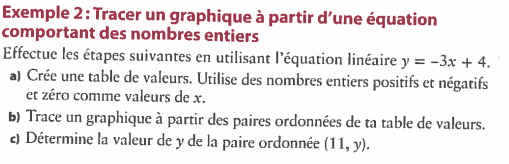 Exemple 2 : Tracer un graphique à partir d'une équation
comportant des nombres entiers
Effectue les étapes suivantes en utilisant l'équation linéaire y = –3x + 4.
a) Crée une table de valeurs. Utilise des nombres entiers positifs et négatifs
et zéro comme valeurs de x.
b) Trace un graphique à partir des paires ordonnées de ta table de valeurs.
c) Détermine la valeur de y de la paire ordonnée (11, y).